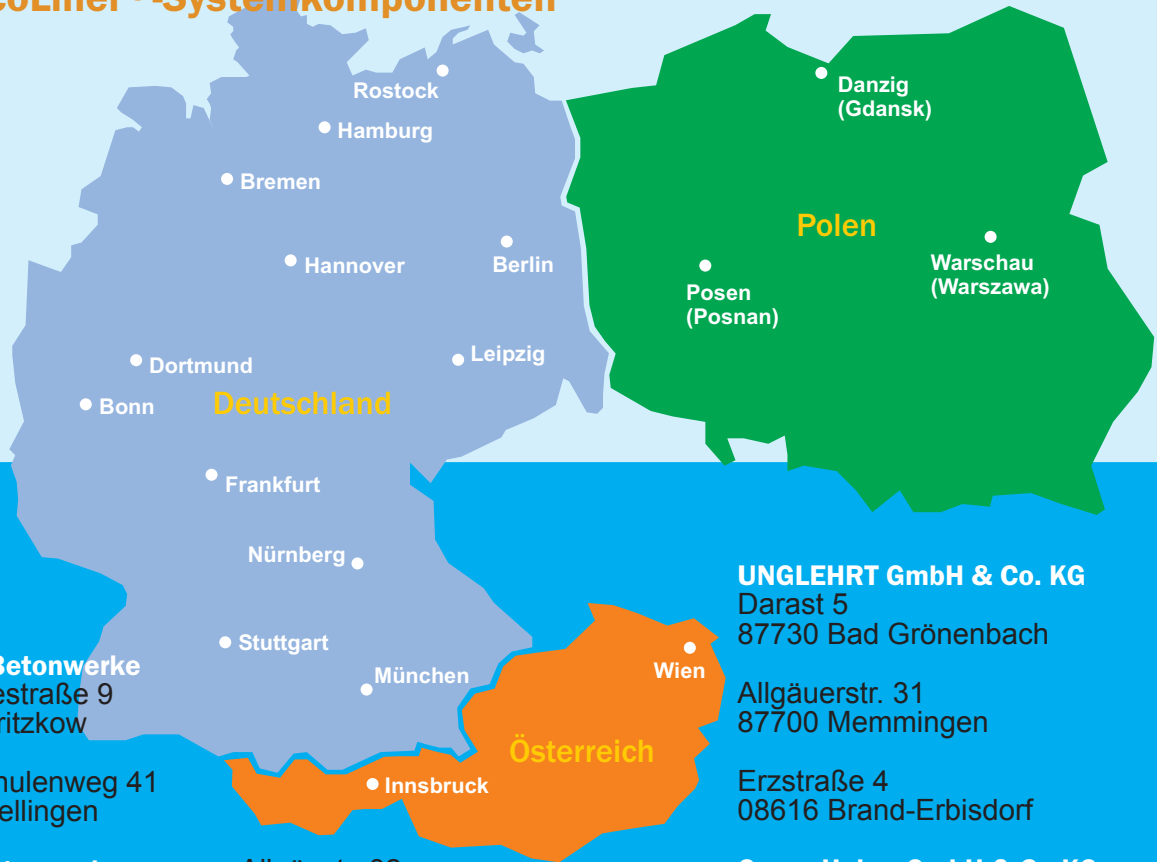 -Systemkomponenten
Rostock
Hamburg
Bremen
Hannover
Berlin
Dortmund
Leipzig
Bonn
Deutschland
Frankfurt
Nürnberg
Stuttgart
München
Danzig
(Gdansk)
Polen
Warschau
(Warszawa)
Posen
(Posnan)
Wien
Österreich
Innsbruck
Betonwerke
estraße 9
ritzkow
hulenweg 41
ellingen
UNGLEHRT GmbH & Co. KG
Darast 5
87730 Bad Grönenbach
Allgäuerstr. 31
87700 Memmingen
Erzstraße 4
08616 Brand-Erbisdorf